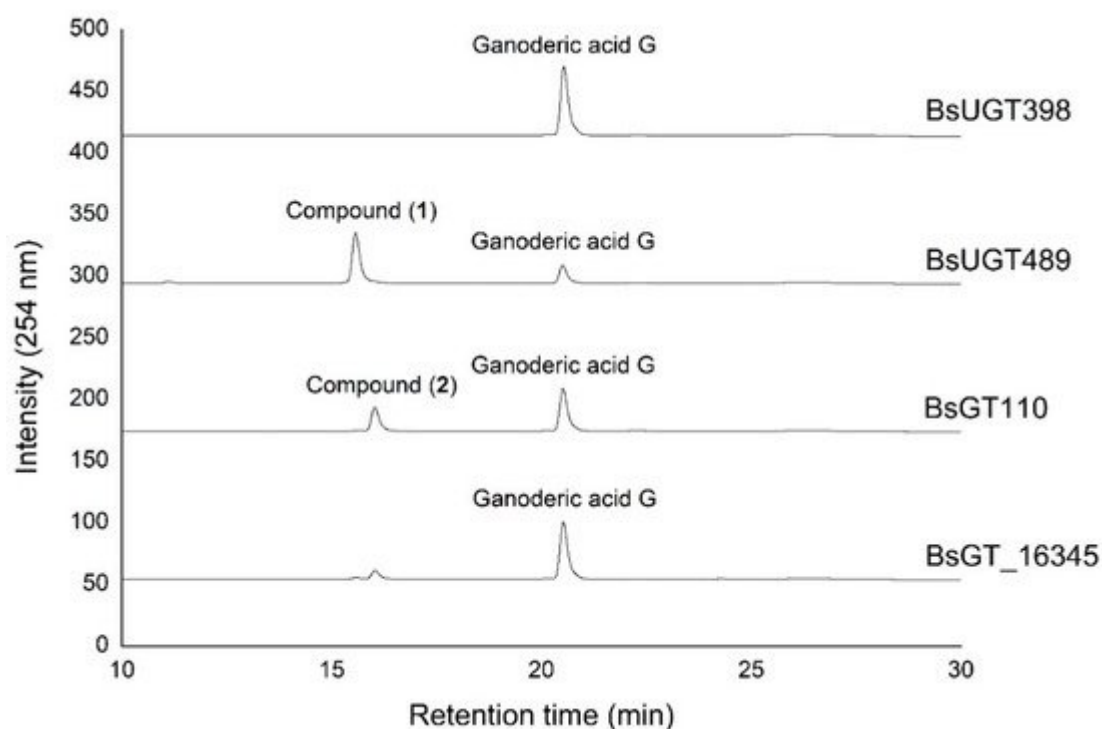 500
450
400
350
300
250
200
150
100
50
0
Intensity (254 nm)
Ganoderic acid G
BsUGT398
Compound (1)
Ganoderic acid G
BsUGT489
Compound (2)
Ganoderic acid G
BsGT110
Ganoderic acid G
BsGT_16345
10 15 20 25 30
Retention time (min)